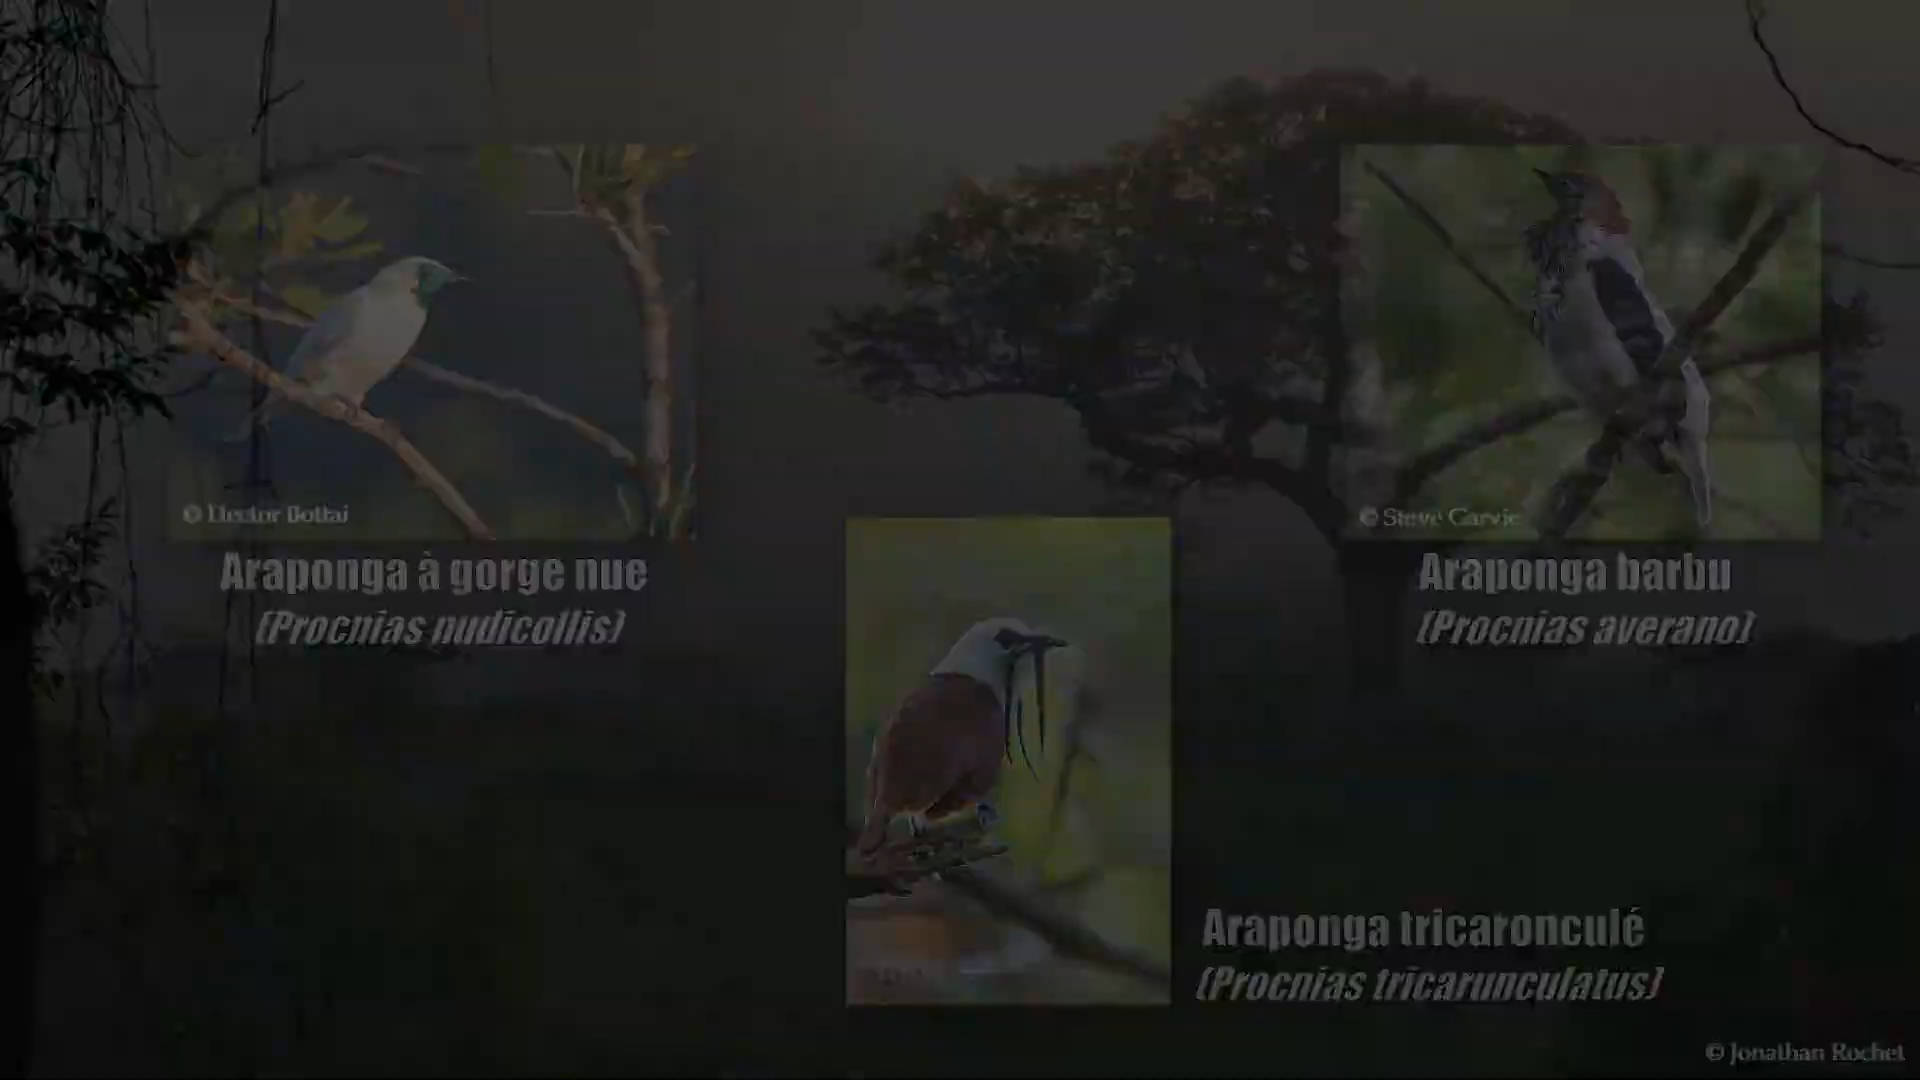 © Hector Bottai
Araponga à gorge nue
(Procnias nudicollis)
© Steve Garvie
Araponga barbu
(Procnias averano)
Araponga tricaronculé
(Procnias tricarunculatus)
© Jonathan Rochet